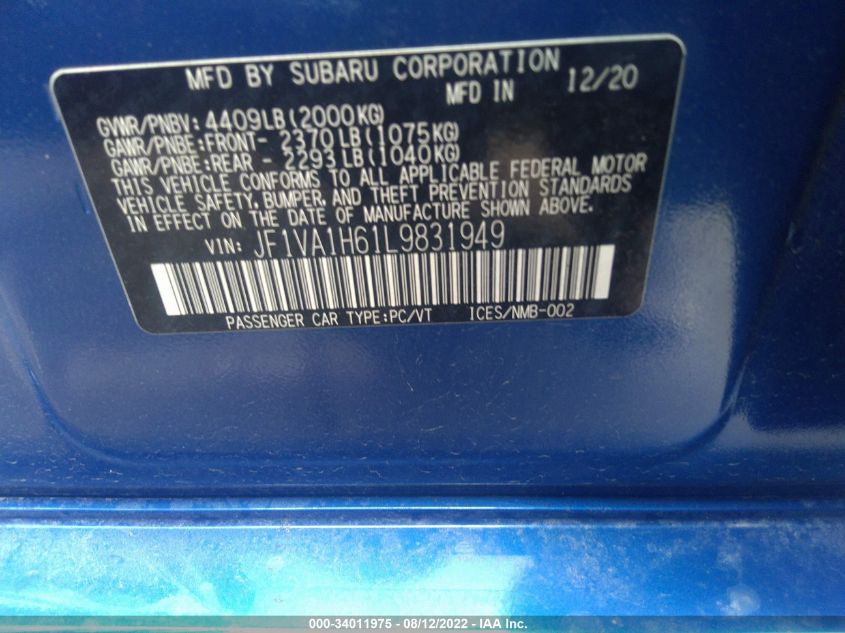 MFD BY SUBARU CORPORATION
MFD IN 12/20
GVWR/PNBV: 4409LB(2000KG)
GAWR/PNBE:FRONT- 2370LB(1075KG)
GAWR/PNBE:REAR - 2293LB(1040KG)
THIS VEHICLE CONFORMS TO ALL APPLICABLE FEDERAL MOTOR
VEHICLE SAFETY, BUMPER, AND THEFT PREVENTION STANDARDS
IN EFFECT ON THE DATE OF MANUFACTURE SHOWN ABOVE.
VIN: JF1VA1H61L9831949
PASSENGER CAR TYPE:PC/VT ICES/NMB-002
000-34011975 - 08/12/2022 - IAA Inc.